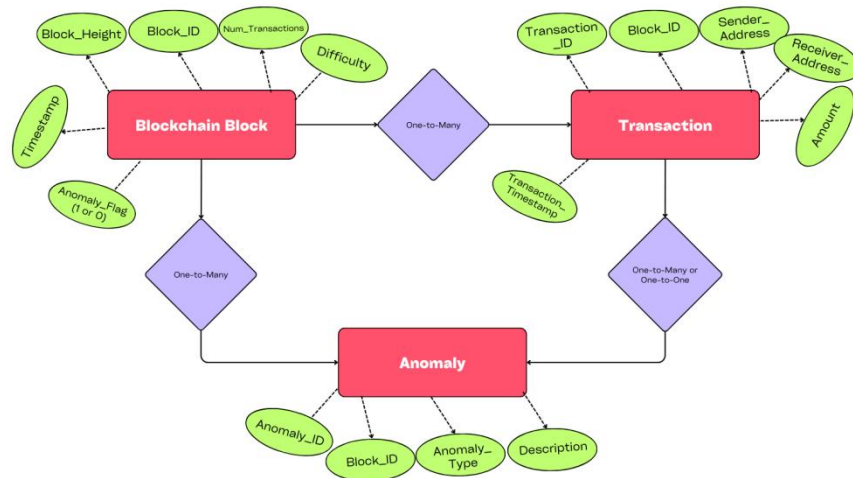 Block_Height
Block_ID
Num_Transactions
Difficulty
Timestamp
Blockchain Block
Anomaly_Flag
(1 or 0)
One-to-Many
Transaction
_ID
Block_ID
Sender_
Address
Receiver_
Address
Amount
Transaction
Transaction_
Timestamp
One-to-Many
One-to-Many or
One-to-One
Anomaly
Anomaly_ID
Block_ID
Anomaly_
Type
Description